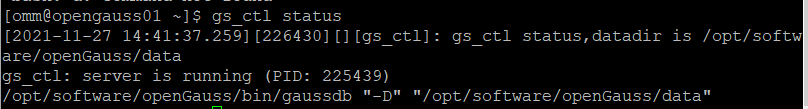 [omm@opengauss01 ~]$ gs_ctl status
[2021-11-27 14:41:37.259][226430][][gs_ctl]: gs_ctl status,datadir is /opt/softw
are/openGauss/data
gs_ctl: server is running (PID: 225439)
/opt/software/openGauss/bin/gaussdb "-D" "/opt/software/openGauss/data"